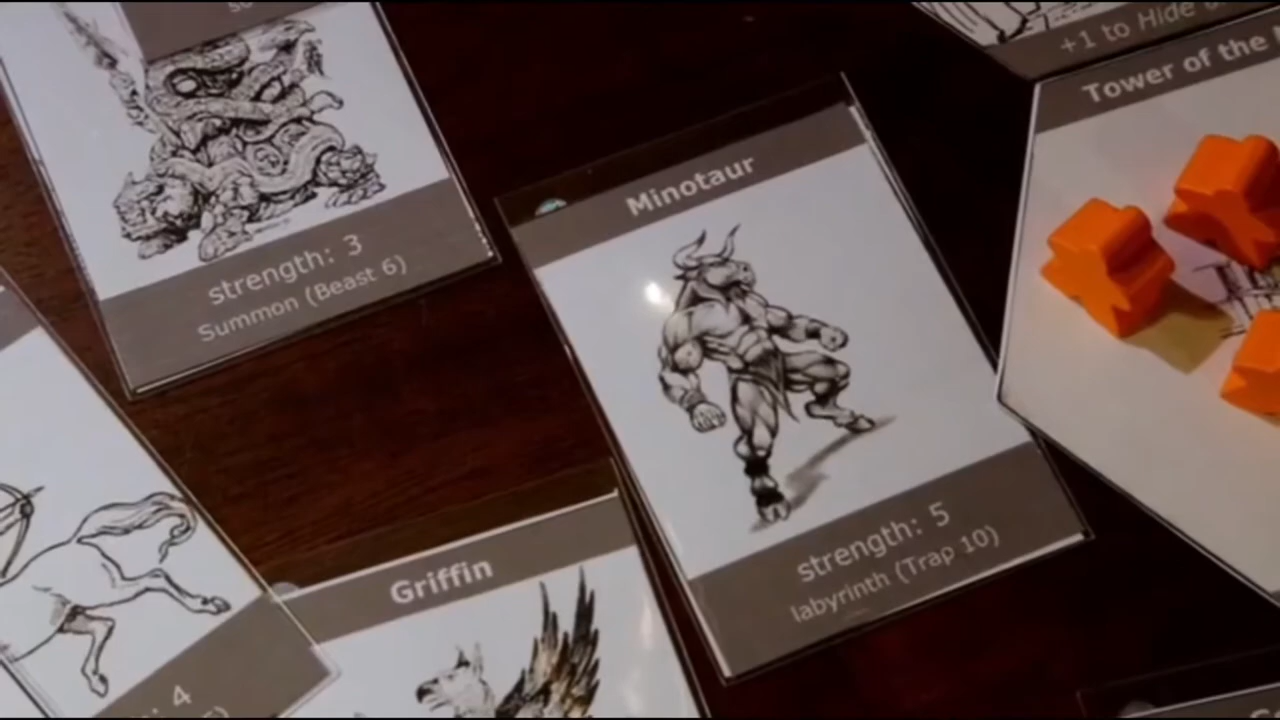 +1 to Hide
Tower of the
Minotaur
strength: 3
Summon (Beast 6)
strength: 5
labyrinth (Trap 10)
Griffin
4